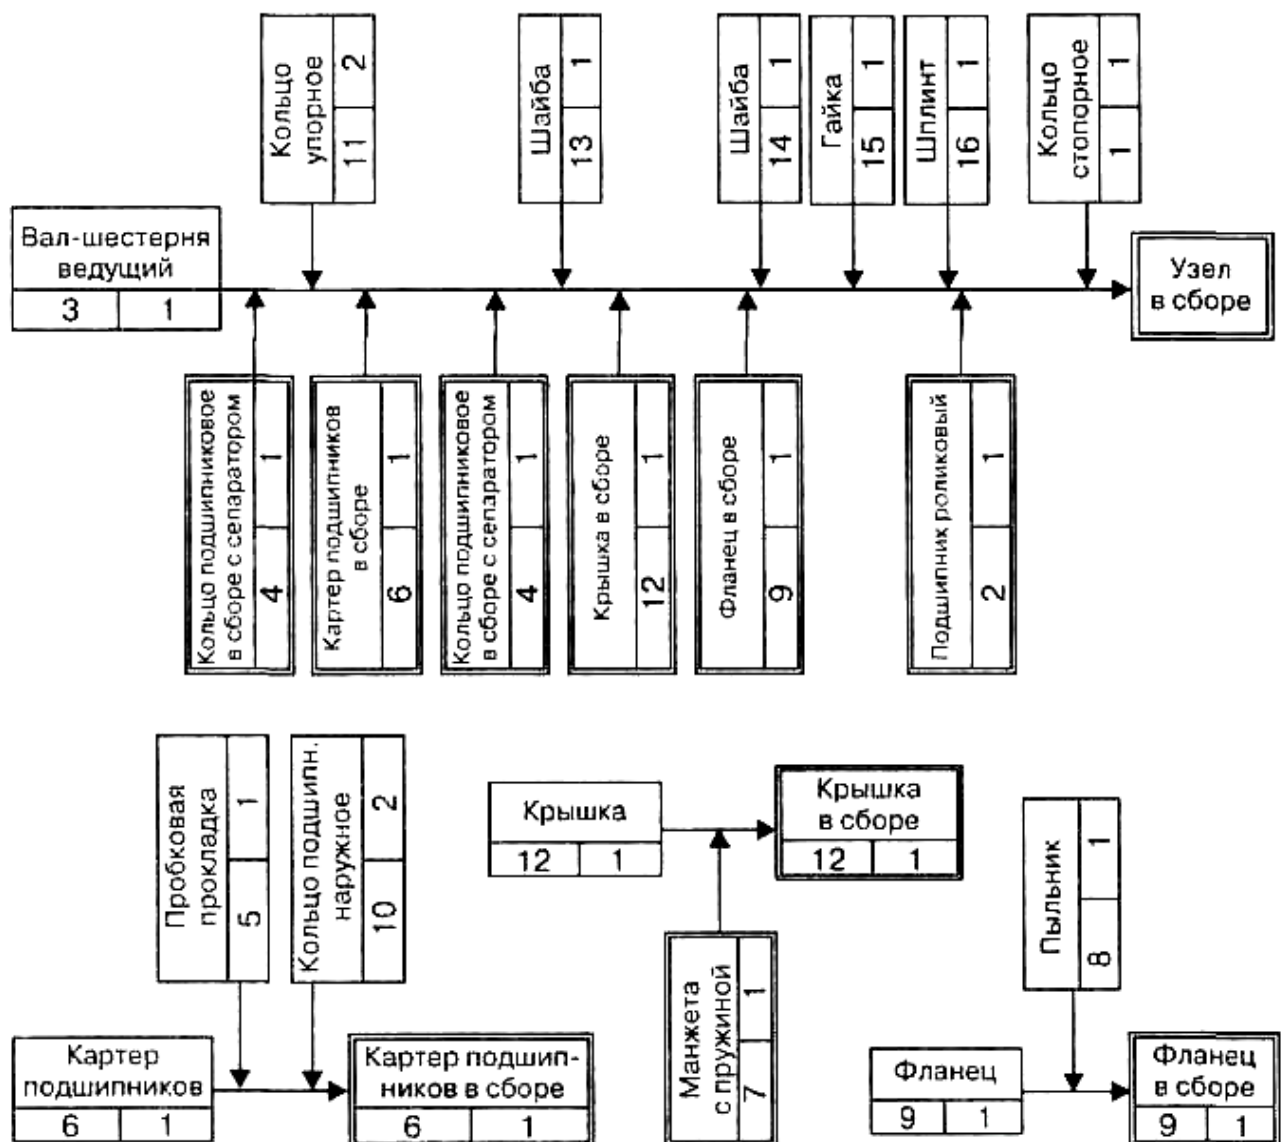 Кольцо
упорное
11 2
Шайба
13 1
Шайба
14 1
Гайка
15 1
Шплинт
16 1
Кольцо
стопорное
1 1
Вал-шестерня
ведущий
3 1
Узел
в сборе
Кольцо подшипниковое
в сборе с сепаратором
4 1
Картер подшипников
в сборе
6 1
Кольцо подшипниковое
в сборе с сепаратором
4 1
Крышка в сборе
12 1
Фланец в сборе
9 1
Подшипник роликовый
2 1
Пробковая
прокладка
5 1
Кольцо подшипн.
наружное
10 2
Картер
подшипников
6 1
Картер подшип-
ников в сборе
6 1
Крышка
12 1
Крышка
в сборе
12 1
Манжета
с пружиной
7 1
Пыльник
8 1
Фланец
9 1
Фланец
в сборе
9 1